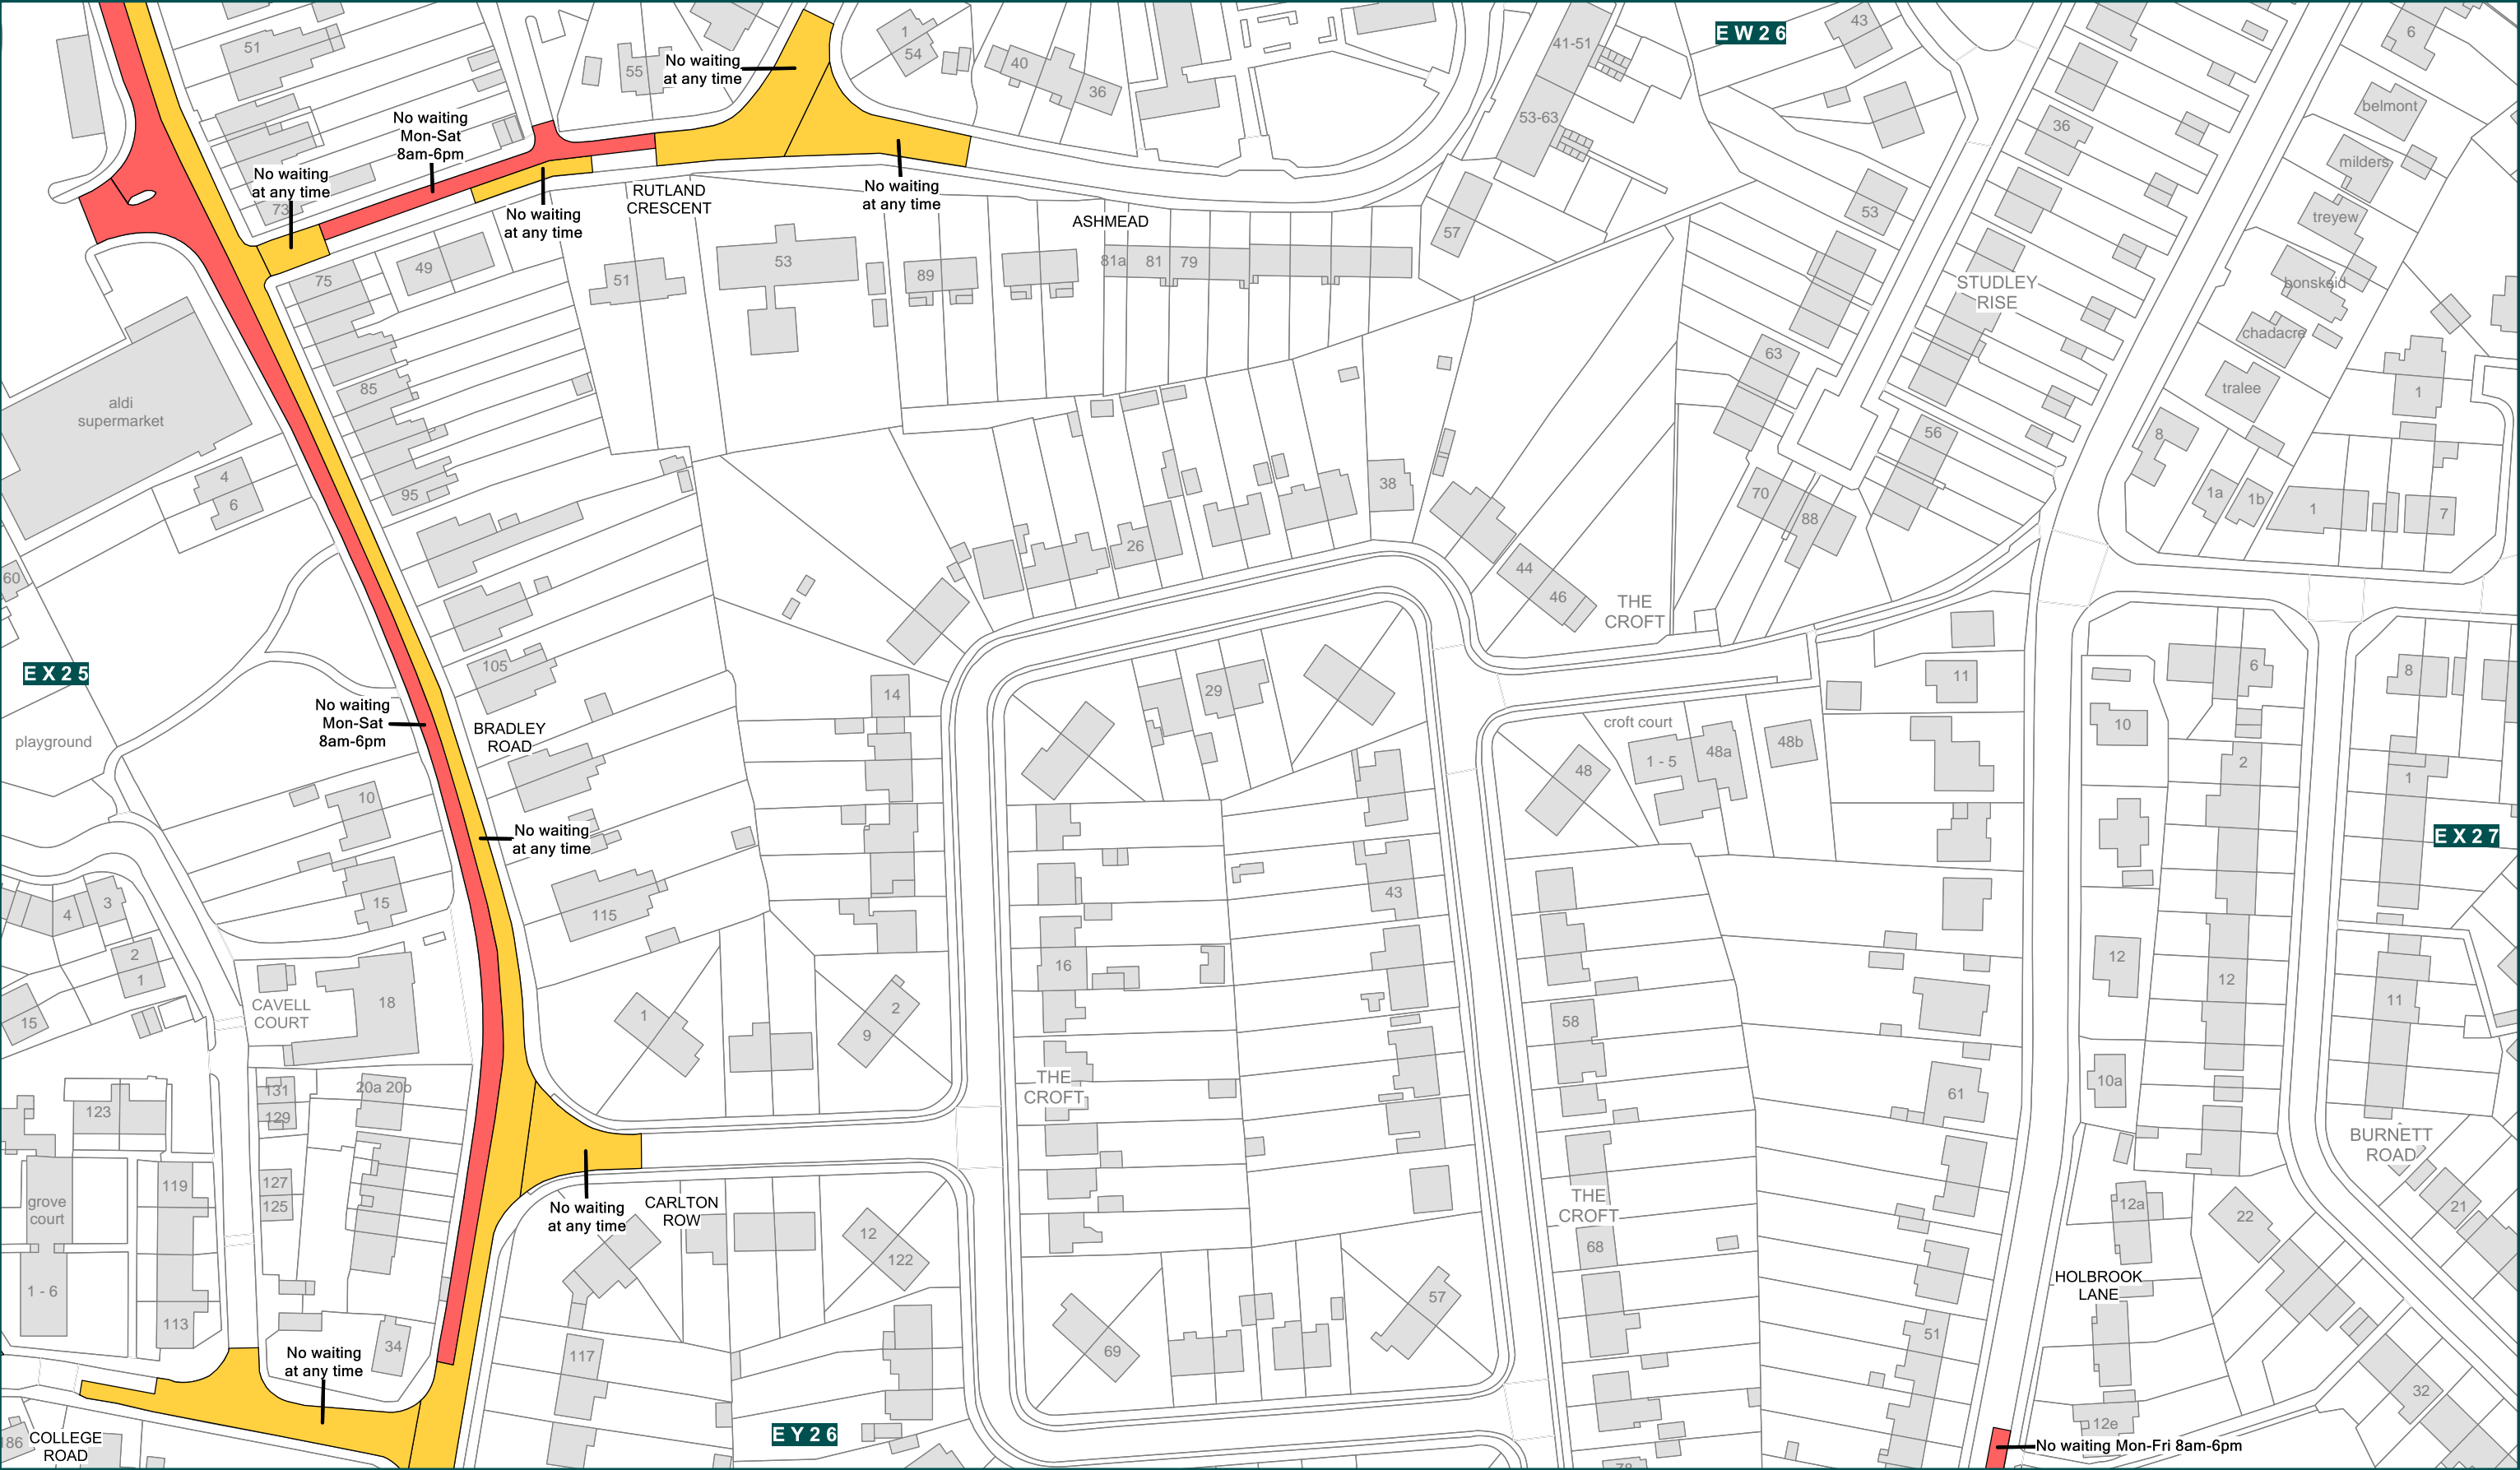 51
55
No waiting
at any time
1
54
40
36
41-51
EW26
43
6
No waiting
Mon-Sat
8am-6pm
53-63
36
belmont
milders
No waiting
at any time
73
RUTLAND
CRESCENT
No waiting
at any time
No waiting
at any time
ASHMEAD
57
53
treyew
75
49
51
53
89
81a
81
79
STUDLEY
RISE
bonskeid
chadacre
63
85
tralee
1
aldi
supermarket
95
4
6
8
56
38
70
88
1a
1b
1
7
26
60
44
46
THE
CROFT
EX25
105
14
29
11
6
8
No waiting
Mon-Sat
8am-6pm
BRADLEY
ROAD
playground
croft court
1 - 5
48a
48b
48
10
2
1
10
No waiting
at any time
EX27
43
15
115
3
4
2
1
16
12
12
11
CAVELL
COURT
18
15
1
2
9
58
THE
CROFT
131
129
20a 20b
123
61
10a
BURNETT
ROAD
127
125
119
grove
court
No waiting
at any time
CARLTON
ROW
12
122
THE
CROFT
68
12a
22
21
1 - 6
113
HOLBROOK
LANE
57
51
34
117
69
No waiting
at any time
32
EY26
186
COLLEGE
ROAD
12e
No waiting Mon-Fri 8am-6pm